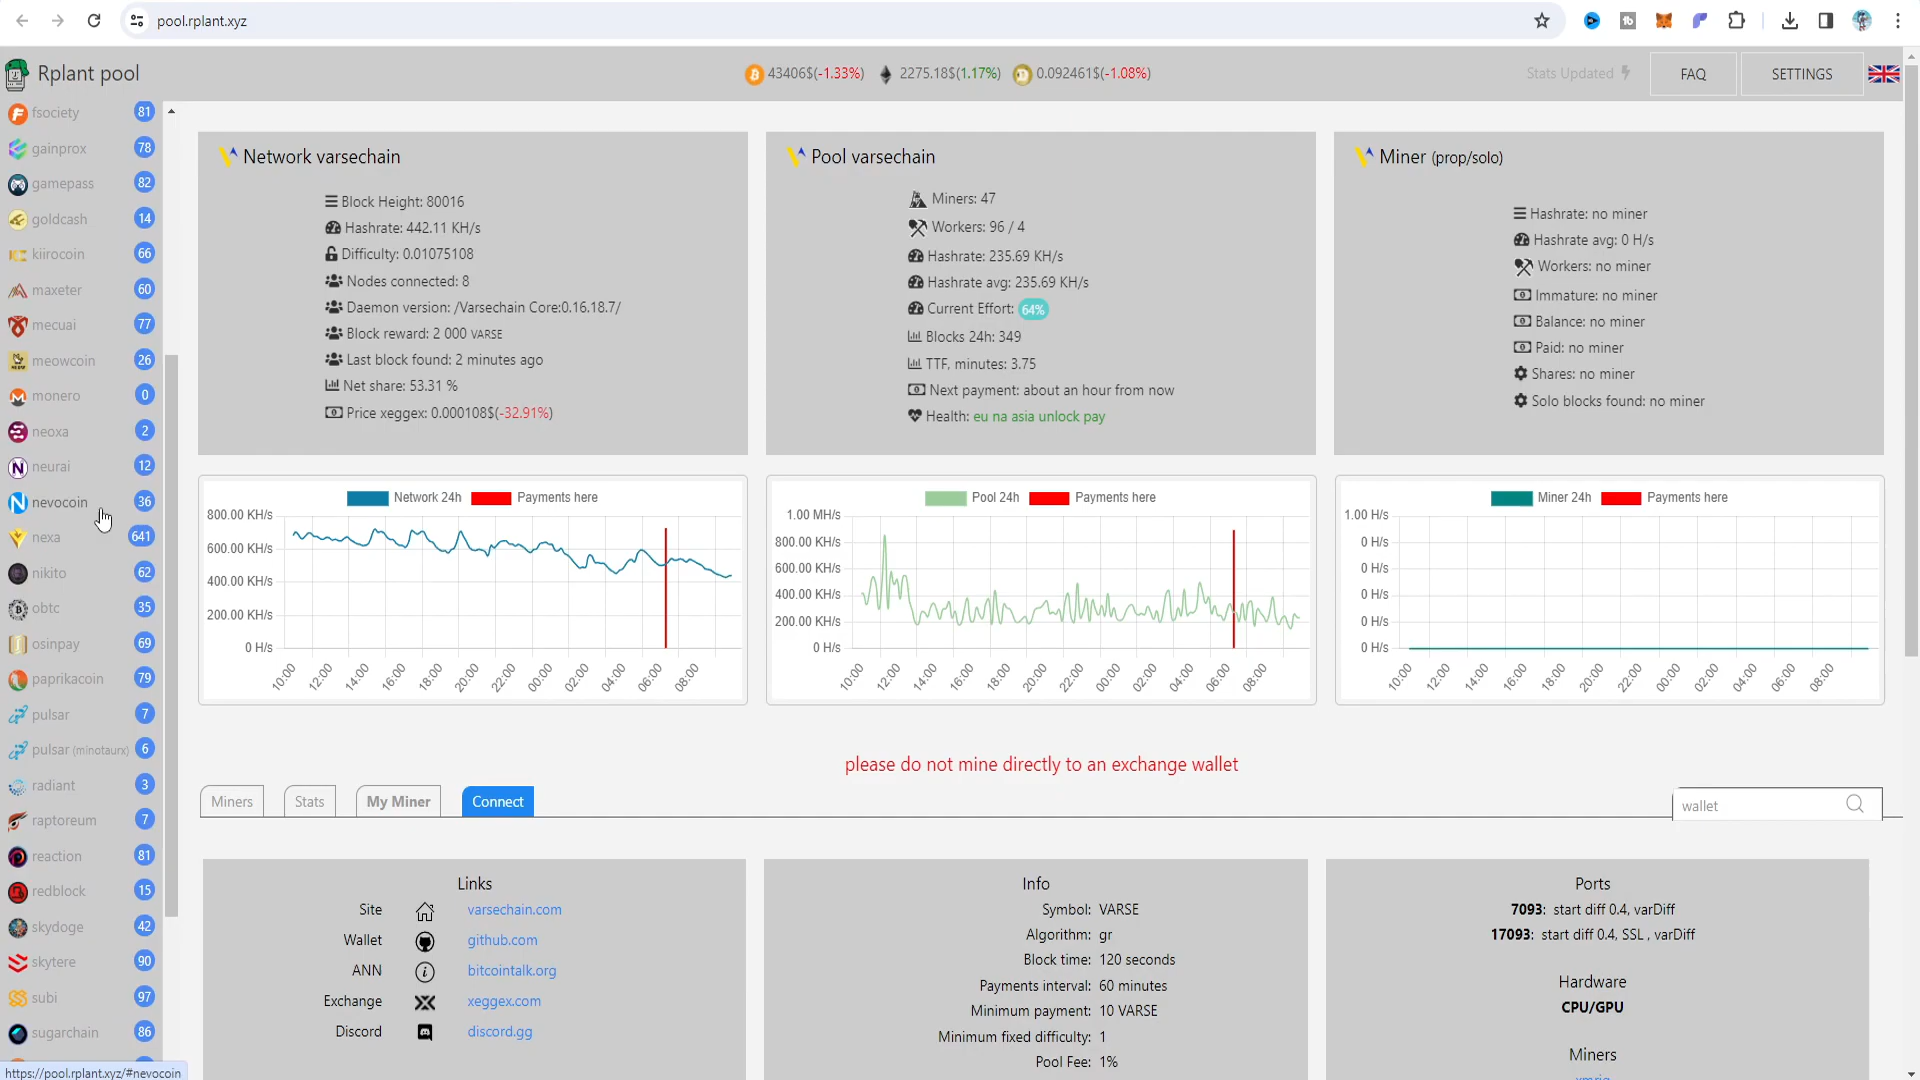 pool.rplant.xyz
Rplant pool
43406$(-1.33%) 2275.18$(1.17%) 0.092461$(-1.08%)
Stats Updated
FAQ
SETTINGS
fsociety 81
gainprox 78
gamepass 82
goldcash 14
kiirocoin 66
maxeter 60
mecuai 77
meowcoin 26
monero 0
neoxa 2
neurai 12
nevocoin 36
nexa 641
nikito 62
obtc 35
osinpay 69
paprikacoin 79
pulsar 7
pulsar (minotaurx) 6
radiant 3
raptoreum 7
reaction 81
redblock 15
skydoge 42
skytere 90
subi 97
sugarchain 86
https://pool.rplant.xyz/#nevocoin
Network varsechain
Block Height: 80016
Hashrate: 442.11 KH/s
Difficulty: 0.01075108
Nodes connected: 8
Daemon version: /Varsechain Core:0.16.18.7/
Block reward: 2 000 VARSE
Last block found: 2 minutes ago
Net share: 53.31 %
Price xeggex: 0.000108$(-32.91%)
Pool varsechain
Miners: 47
Workers: 96 / 4
Hashrate: 235.69 KH/s
Hashrate avg: 235.69 KH/s
Current Effort: 64%
Blocks 24h: 349
TTF, minutes: 3.75
Next payment: about an hour from now
Health: eu na asia unlock pay
Miner (prop/solo)
Hashrate: no miner
Hashrate avg: 0 H/s
Workers: no miner
Immature: no miner
Balance: no miner
Paid: no miner
Shares: no miner
Solo blocks found: no miner
Network 24h Payments here
800.00 KH/s
600.00 KH/s
400.00 KH/s
200.00 KH/s
0 H/s
10:00 12:00 14:00 16:00 18:00 20:00 22:00 00:00 02:00 04:00 06:00 08:00
Pool 24h Payments here
1.00 MH/s
800.00 KH/s
600.00 KH/s
400.00 KH/s
200.00 KH/s
0 H/s
10:00 12:00 14:00 16:00 18:00 20:00 22:00 00:00 02:00 04:00 06:00 08:00
Miner 24h Payments here
1.00 H/s
0 H/s
0 H/s
0 H/s
0 H/s
0 H/s
10:00 12:00 14:00 16:00 18:00 20:00 22:00 00:00 02:00 04:00 06:00 08:00
please do not mine directly to an exchange wallet
Miners Stats My Miner Connect
wallet
Links
Site varsechain.com
Wallet github.com
ANN bitcointalk.org
Exchange xeggex.com
Discord discord.gg
Info
Symbol: VARSE
Algorithm: gr
Block time: 120 seconds
Payments interval: 60 minutes
Minimum payment: 10 VARSE
Minimum fixed difficulty: 1
Pool Fee: 1%
Ports
7093: start diff 0.4, varDiff
17093: start diff 0.4, SSL , varDiff
Hardware
CPU/GPU
Miners